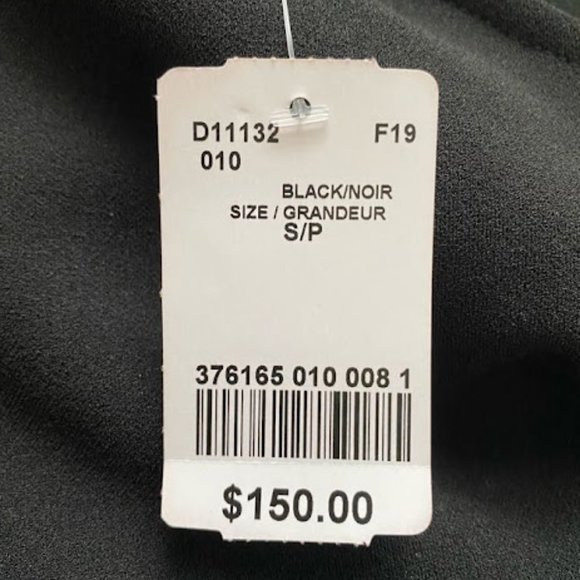 D11132 F19
010
BLACK/NOIR
SIZE / GRANDEUR
S/P
376165 010 008 1
$150.00